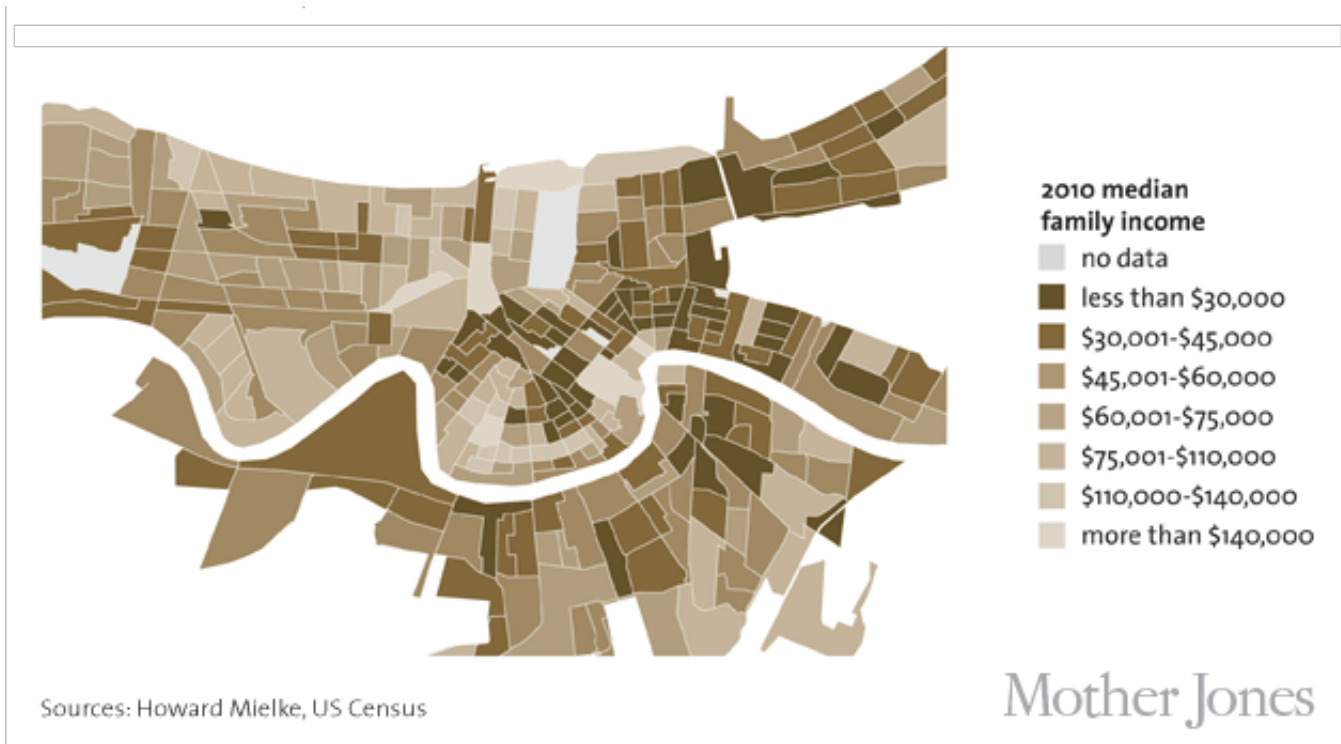 2010 median
family income
no data
less than $30,000
$30,001-$45,000
$45,001-$60,000
$60,001-$75,000
$75,001-$110,000
$110,000-$140,000
more than $140,000
Sources: Howard Mielke, US Census
Mother Jones